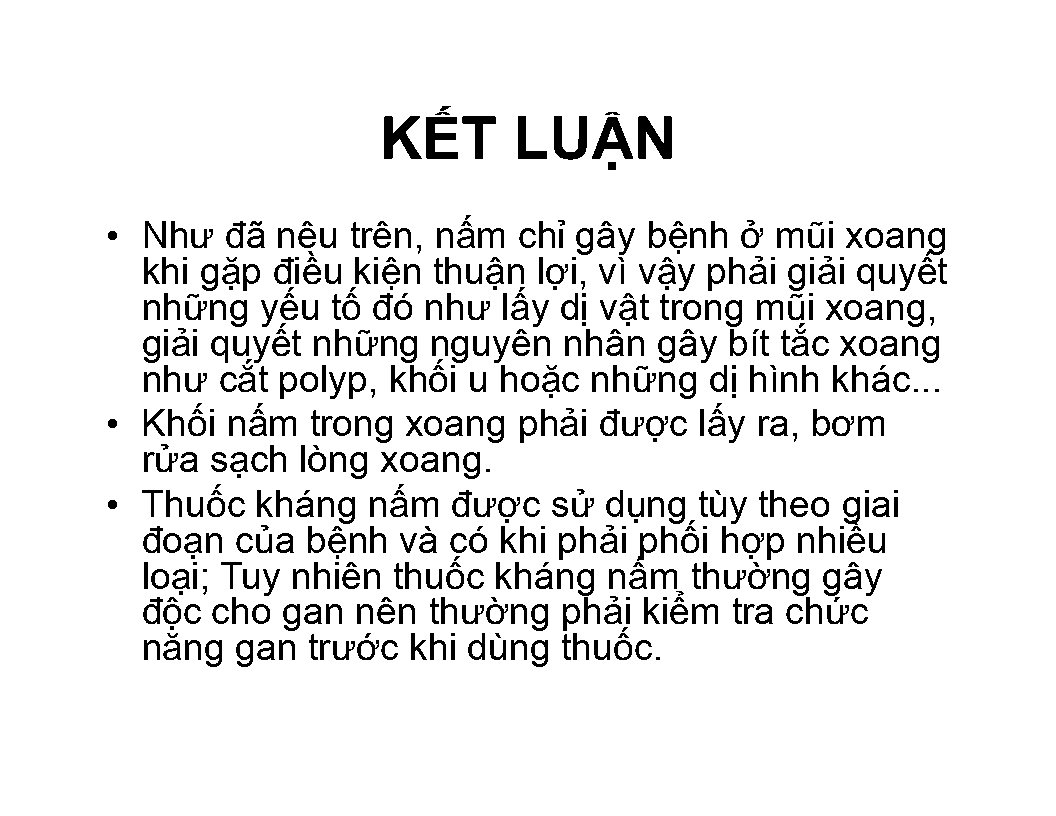 KẾT LUẬN
• Như đã nệu trên, nấm chỉ gây bệnh ở mũi xoang
khi gặp điều kiện thuận lợi, vì vậy phải giải quyết
những yếu tố đó như lấy dị vật trong mũi xoang,
giải quyết những nguyên nhân gây bít tắc xoang
như cắt polyp, khối u hoặc những dị hình khác...
• Khối nấm trong xoang phải được lấy ra, bơm
rửa sạch lòng xoang.
• Thuốc kháng nấm được sử dụng tùy theo giai
đoạn của bệnh và có khi phải phối hợp nhiều
loại; Tuy nhiên thuốc kháng nấm thường gây
độc cho gan nên thường phải kiểm tra chức
năng gan trước khi dùng thuốc.